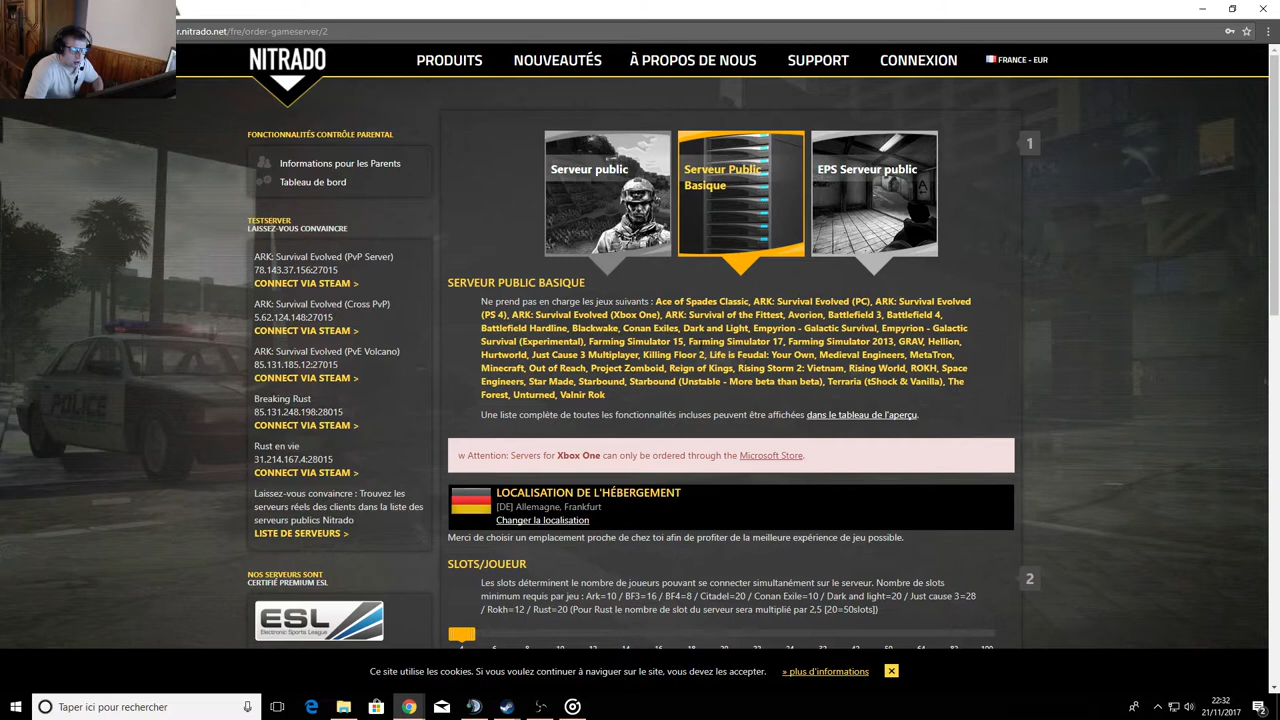 r.nitrado.net/fre/order-gameserver/2
NITRADO
PRODUITS
NOUVEAUTÉS
À PROPOS DE NOUS
SUPPORT
CONNEXION
FRANCE - EUR
FONCTIONNALITÉS CONTRÔLE PARENTAL
Informations pour les Parents
Tableau de bord
TESTSERVER
LAISSEZ-VOUS CONVAINCRE
ARK: Survival Evolved (PvP Server)
78.143.37.156:27015
CONNECT VIA STEAM >
ARK: Survival Evolved (Cross PvP)
5.62.124.148:27015
CONNECT VIA STEAM >
ARK: Survival Evolved (PvE Volcano)
85.131.185.12:27015
CONNECT VIA STEAM >
Breaking Rust
85.131.248.198:28015
CONNECT VIA STEAM >
Rust en vie
31.214.167.4:28015
CONNECT VIA STEAM >
Laissez-vous convaincre : Trouvez les
serveurs réels des clients dans la liste des
serveurs publics Nitrado
LISTE DE SERVEURS >
NOS SERVEURS SONT
CERTIFIÉ PREMIUM ESL
ESL
Electronic Sports League
Serveur public
Serveur Public
Basique
EPS Serveur public
1
SERVEUR PUBLIC BASIQUE
Ne prend pas en charge les jeux suivants : Ace of Spades Classic, ARK: Survival Evolved (PC), ARK: Survival Evolved
(PS 4), ARK: Survival Evolved (Xbox One), ARK: Survival of the Fittest, Avorion, Battlefield 3, Battlefield 4,
Battlefield Hardline, Blackwake, Conan Exiles, Dark and Light, Empyrion - Galactic Survival, Empyrion - Galactic
Survival (Experimental), Farming Simulator 15, Farming Simulator 17, Farming Simulator 2013, GRAV, Hellion,
Hurtworld, Just Cause 3 Multiplayer, Killing Floor 2, Life is Feudal: Your Own, Medieval Engineers, MetaTron,
Minecraft, Out of Reach, Project Zomboid, Reign of Kings, Rising Storm 2: Vietnam, Rising World, ROKH, Space
Engineers, Star Made, Starbound, Starbound (Unstable - More beta than beta), Terraria (tShock & Vanilla), The
Forest, Unturned, Valnir Rok
Une liste complète de toutes les fonctionnalités incluses peuvent être affichées dans le tableau de l'aperçu.
w Attention: Servers for Xbox One can only be ordered through the Microsoft Store.
LOCALISATION DE L'HÉBERGEMENT
[DE] Allemagne, Frankfurt
Changer la localisation
Merci de choisir un emplacement proche de chez toi afin de profiter de la meilleure expérience de jeu possible.
SLOTS/JOUEUR
2
Les slots déterminent le nombre de joueurs pouvant se connecter simultanément sur le serveur. Nombre de slots
minimum requis par jeu : Ark=10 / BF3=16 / BF4=8 / Citadel=20 / Conan Exile=10 / Dark and light=20 / Just cause 3=28
/ Rokh=12 / Rust=20 (Pour Rust le nombre de slot du serveur sera multiplié par 2,5 [20=50slots])
Ce site utilise les cookies. Si vous voulez continuer à naviguer sur le site, vous devez les accepter.
» plus d'informations
Taper ici pour rechercher
22:32
21/11/2017
2